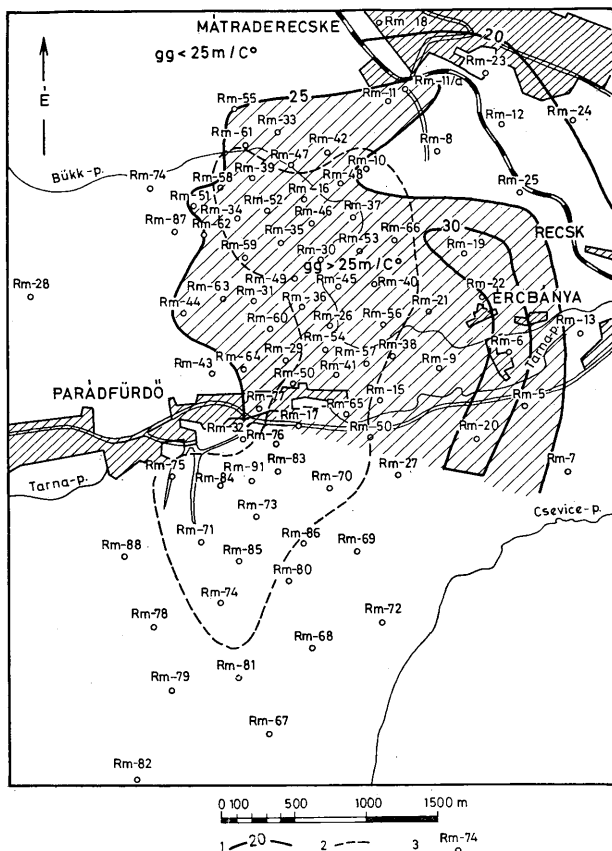 MÁTRADERECSKE
Rm-18
20
gg < 25m/C°
Rm-23
É
25
Rm-11/a
Rm-55
Rm-11
Rm-33
Rm-12
Rm-24
Rm-61
Rm-42
Rm-8
Rm-47
Rm-10
Bükk-p.
Rm-74
Rm-58
Rm-39
Rm-48
Rm-25
Rm-51
Rm-16
Rm-34
Rm-52
Rm-37
Rm-87
Rm-62
Rm-46
Rm-35
Rm-53
Rm-66
30
RECSK
Rm-59
Rm-30
Rm-19
gg > 25m/C°
Rm-28
Rm-49
Rm-45
Rm-40
Rm-22
Rm-63
Rm-31
Rm-36
Rm-21
ÉRCBÁNYA
Rm-44
Rm-60
Rm-26
Rm-56
Rm-13
Rm-54
Rm-38
Rm-6
Tarna-p.
Rm-43
Rm-64
Rm-29
Rm-57
Rm-9
Rm-41
PARÁDFÜRDŐ
Rm-50
Rm-77
Rm-65
Rm-15
Rm-5
Rm-32
Rm-17
Rm-76
Rm-50
Rm-20
Rm-75
Rm-84
Rm-91
Rm-83
Rm-70
Rm-27
Rm-7
Tarna-p.
Rm-73
Csevice-p.
Rm-71
Rm-86
Rm-69
Rm-88
Rm-85
Rm-80
Rm-74
Rm-78
Rm-72
Rm-68
Rm-79
Rm-81
Rm-67
Rm-82
0 100 500 1000 1500 m
1 20 2 3 Rm-74